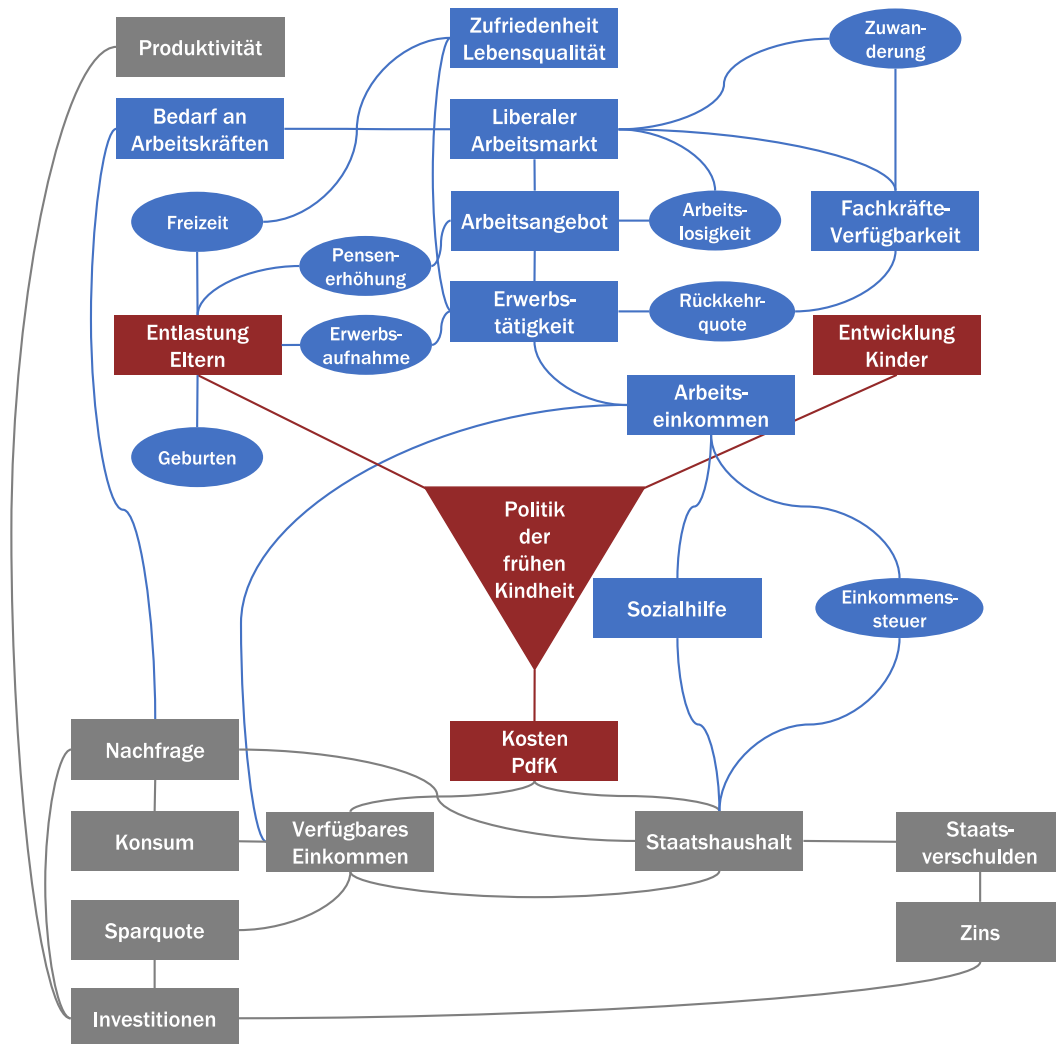 Produktivität
Zufriedenheit
Lebensqualität
Zuwan-
derung
Bedarf an
Arbeitskräften
Liberaler
Arbeitsmarkt
Freizeit
Arbeitsangebot
Arbeits-
losigkeit
Fachkräfte-
Verfügbarkeit
Pensen-
erhöhung
Erwerbs-
tätigkeit
Rückkehr-
quote
Entlastung
Eltern
Erwerbs-
aufnahme
Entwicklung
Kinder
Arbeits-
einkommen
Geburten
Politik
der
frühen
Kindheit
Sozialhilfe
Einkommens-
steuer
Nachfrage
Kosten
PdfK
Konsum
Verfügbares
Einkommen
Staatshaushalt
Staats-
verschulden
Sparquote
Zins
Investitionen